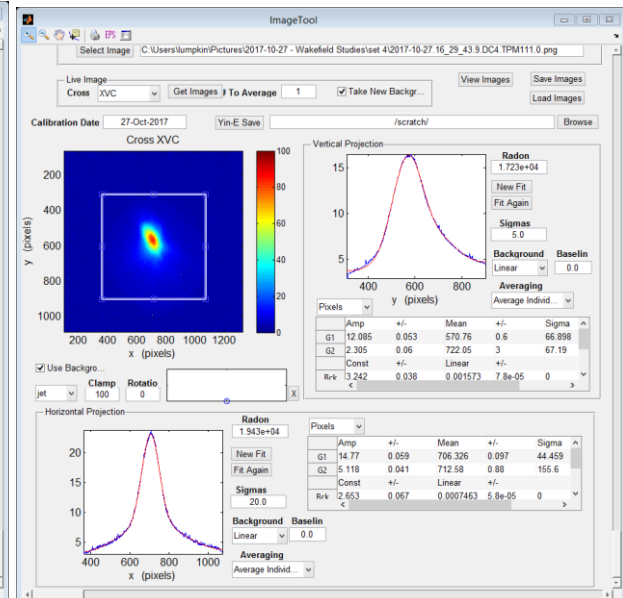 ImageTool
EPS
Select Image C:\Users\lumpkin\Pictures\2017-10-27 - Wakefield Studies\set 4\2017-10-27.16_29_43.9.DC4.TPM111.0.png
Live Image
Cross XVC Get Images To Average 1 Take New Backgr...
View Images Save Images
Load Images
Calibration Date 27-Oct-2017 Yin-E Save /scratch/ Browse
Cross XVC
100
80
60
40
20
0
200
400
600
800
1000
y (pixels)
200 400 600 800 1000 1200
x (pixels)
Use Backgro...
jet Clamp 100 Rotatio 0 X
Vertical Projection
15
10
5
400 600 800
y (pixels)
Radon
1.723e+04
New Fit
Fit Again
Sigmas
5.0
Background Baselin
Linear 0.0
Averaging
Average Individ...
Pixels
Amp +/- Mean +/- Sigma
G1 12.085 0.053 570.76 0.6 66.898
G2 2.305 0.06 722.05 3 67.19
Const +/- Linear +/-
Bck 3.242 0.038 0.001573 7.8e-05 0
Horizontal Projection
20
15
10
5
400 600 800 1000
x (pixels)
Radon
1.943e+04
New Fit
Fit Again
Sigmas
20.0
Background Baselin
Linear 0.0
Averaging
Average Individ...
Pixels
Amp +/- Mean +/- Sigma
G1 14.77 0.059 706.326 0.097 44.459
G2 5.118 0.041 712.58 0.88 155.6
Const +/- Linear +/-
Bck 2.653 0.067 0.0007463 5.8e-05 0